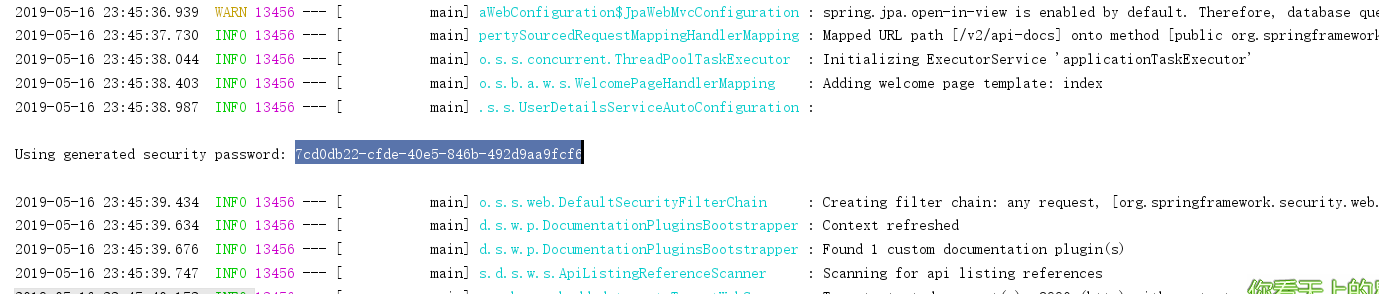 2019-05-16 23:45:36.939  WARN 13456 --- [           main] aWebConfiguration$JpaWebMvcConfiguration : spring.jpa.open-in-view is enabled by default. Therefore, database que
2019-05-16 23:45:37.730  INFO 13456 --- [           main] pertySourcedRequestMappingHandlerMapping : Mapped URL path [/v2/api-docs] onto method [public org.springframework
2019-05-16 23:45:38.044  INFO 13456 --- [           main] o.s.s.concurrent.ThreadPoolTaskExecutor  : Initializing ExecutorService 'applicationTaskExecutor'
2019-05-16 23:45:38.403  INFO 13456 --- [           main] o.s.b.a.w.s.WelcomePageHandlerMapping    : Adding welcome page template: index
2019-05-16 23:45:38.987  INFO 13456 --- [           main] .s.s.UserDetailsServiceAutoConfiguration :
Using generated security password: 7cd0db22-cfde-40e5-846b-492d9aa9fcf6
2019-05-16 23:45:39.434  INFO 13456 --- [           main] o.s.s.web.DefaultSecurityFilterChain     : Creating filter chain: any request, [org.springframework.security.web.
2019-05-16 23:45:39.634  INFO 13456 --- [           main] d.s.w.p.DocumentationPluginsBootstrapper : Context refreshed
2019-05-16 23:45:39.676  INFO 13456 --- [           main] d.s.w.p.DocumentationPluginsBootstrapper : Found 1 custom documentation plugin(s)
2019-05-16 23:45:39.747  INFO 13456 --- [           main] s.d.s.w.s.ApiListingReferenceScanner     : Scanning for api listing references